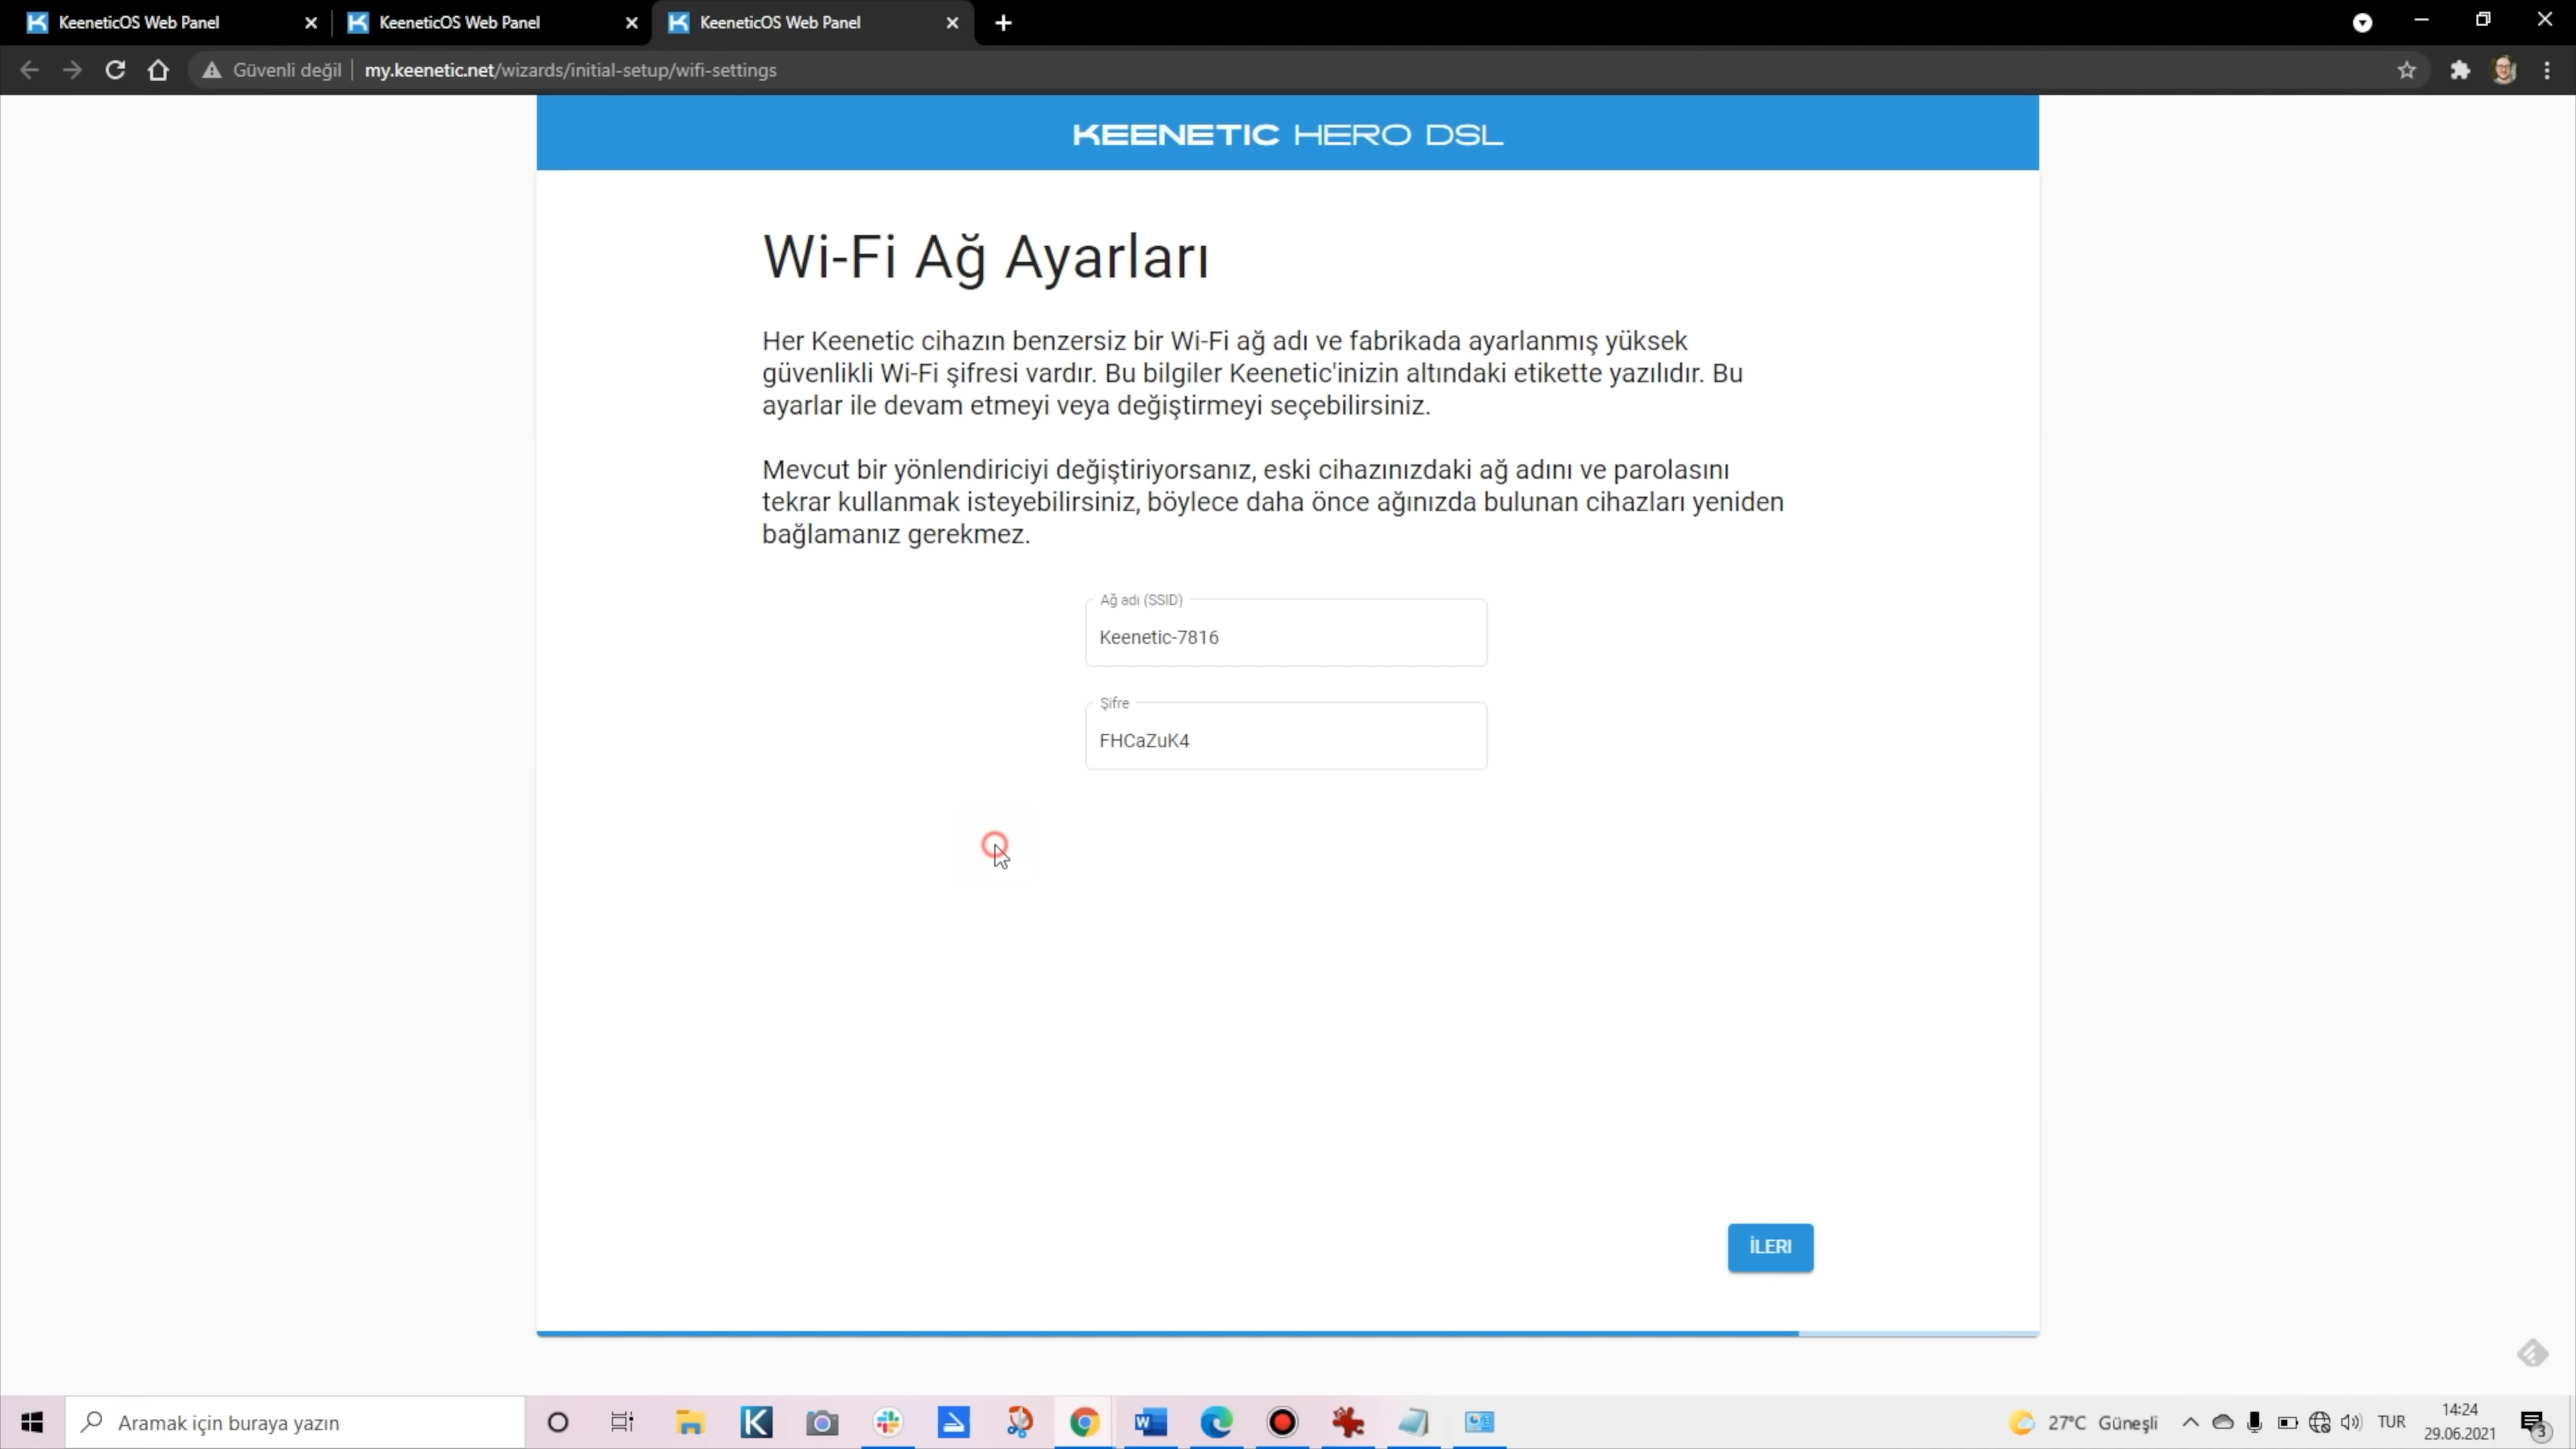 KeeneticOS Web Panel
KeeneticOS Web Panel
KeeneticOS Web Panel
Güvenli değil
my.keenetic.net/wizards/initial-setup/wifi-settings
KEENETIC HERO DSL
Wi-Fi Ağ Ayarları
Her Keenetic cihazın benzersiz bir Wi-Fi ağ adı ve fabrikada ayarlanmış yüksek
güvenlikli Wi-Fi şifresi vardır. Bu bilgiler Keenetic'inizin altındaki etikette yazılıdır. Bu
ayarlar ile devam etmeyi veya değiştirmeyi seçebilirsiniz.
Mevcut bir yönlendiriciyi değiştiriyorsanız, eski cihazınızdaki ağ adını ve parolasını
tekrar kullanmak isteyebilirsiniz, böylece daha önce ağınızda bulunan cihazları yeniden
bağlamanız gerekmez.
Ağ adı (SSID)
Keenetic-7816
Şifre
FHCaZuK4
İLERI
Aramak için buraya yazın
27°C Güneşli
TUR
14:24
29.06.2021
3